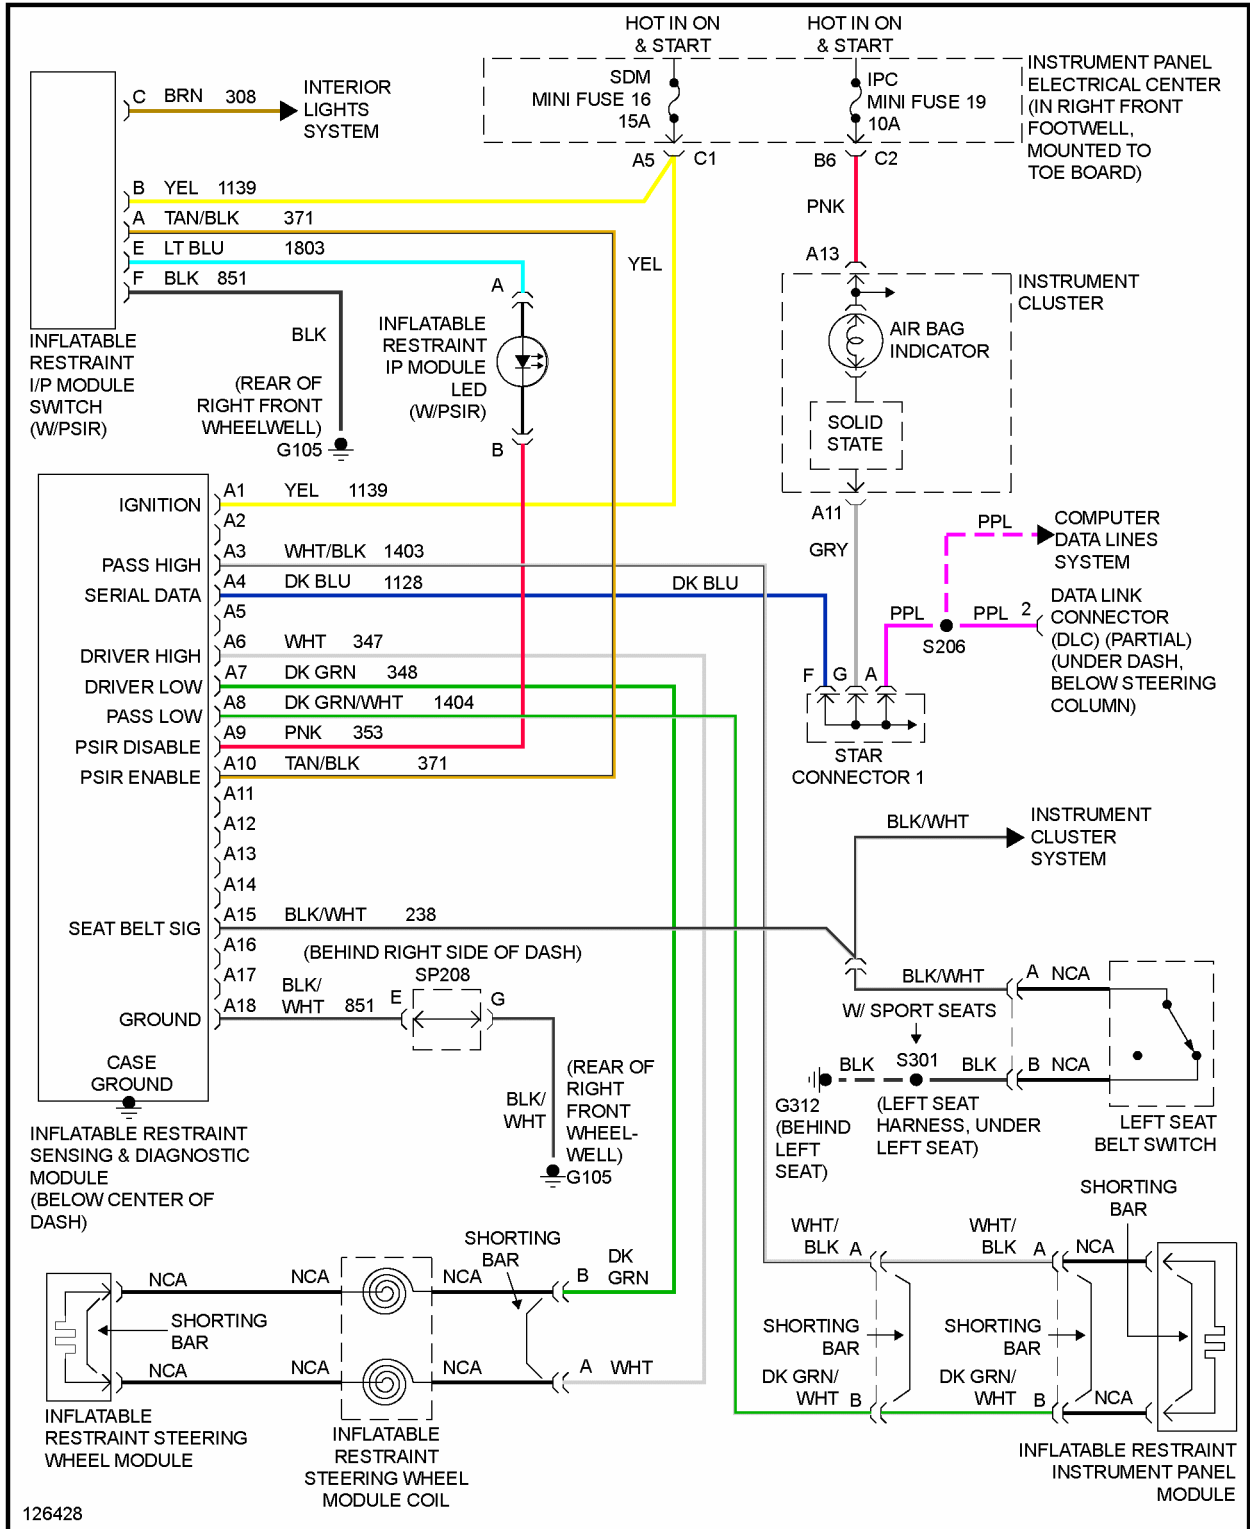 HOT IN ON
& START
HOT IN ON
& START
SDM
MINI FUSE 16
15A
IPC
MINI FUSE 19
10A
INSTRUMENT PANEL
ELECTRICAL CENTER
(IN RIGHT FRONT
FOOTWELL,
MOUNTED TO
TOE BOARD)
A5 C1
B6 C2
C BRN 308
INTERIOR
LIGHTS
SYSTEM
B YEL 1139
A TAN/BLK 371
E LT BLU 1803
F BLK 851
INFLATABLE
RESTRAINT
I/P MODULE
SWITCH
(W/PSIR)
BLK
(REAR OF
RIGHT FRONT
WHEELWELL)
G105
A
INFLATABLE
RESTRAINT
IP MODULE
LED
(W/PSIR)
B
YEL
PNK
A13
INSTRUMENT
CLUSTER
AIR BAG
INDICATOR
SOLID
STATE
A11
GRY
PPL
COMPUTER
DATA LINES
SYSTEM
PPL
S206
PPL 2
DATA LINK
CONNECTOR
(DLC) (PARTIAL)
(UNDER DASH,
BELOW STEERING
COLUMN)
DK BLU
F G A
STAR
CONNECTOR 1
IGNITION A1 YEL 1139
A2
PASS HIGH A3 WHT/BLK 1403
SERIAL DATA A4 DK BLU 1128
A5
DRIVER HIGH A6 WHT 347
DRIVER LOW A7 DK GRN 348
PASS LOW A8 DK GRN/WHT 1404
PSIR DISABLE A9 PNK 353
PSIR ENABLE A10 TAN/BLK 371
A11
A12
A13
A14
SEAT BELT SIG A15 BLK/WHT 238
A16
A17
GROUND A18 BLK/
WHT 851
CASE
GROUND
INFLATABLE RESTRAINT
SENSING & DIAGNOSTIC
MODULE
(BELOW CENTER OF
DASH)
(BEHIND RIGHT SIDE OF DASH)
SP208
E G
BLK/
WHT
(REAR OF
RIGHT
FRONT
WHEEL-
WELL)
G105
BLK/WHT
INSTRUMENT
CLUSTER
SYSTEM
BLK/WHT A NCA
W/ SPORT SEATS
BLK S301 BLK B NCA
G312
(BEHIND
LEFT
SEAT)
(LEFT SEAT
HARNESS, UNDER
LEFT SEAT)
LEFT SEAT
BELT SWITCH
SHORTING
BAR
WHT/
BLK A
WHT/
BLK A NCA
SHORTING
BAR
SHORTING
BAR
DK GRN/
WHT B
DK GRN/
WHT B NCA
INFLATABLE RESTRAINT
INSTRUMENT PANEL
MODULE
SHORTING
BAR
DK
GRN
NCA NCA NCA B
SHORTING
BAR
NCA NCA NCA A WHT
INFLATABLE
RESTRAINT STEERING
WHEEL MODULE
INFLATABLE
RESTRAINT
STEERING WHEEL
MODULE COIL
126428